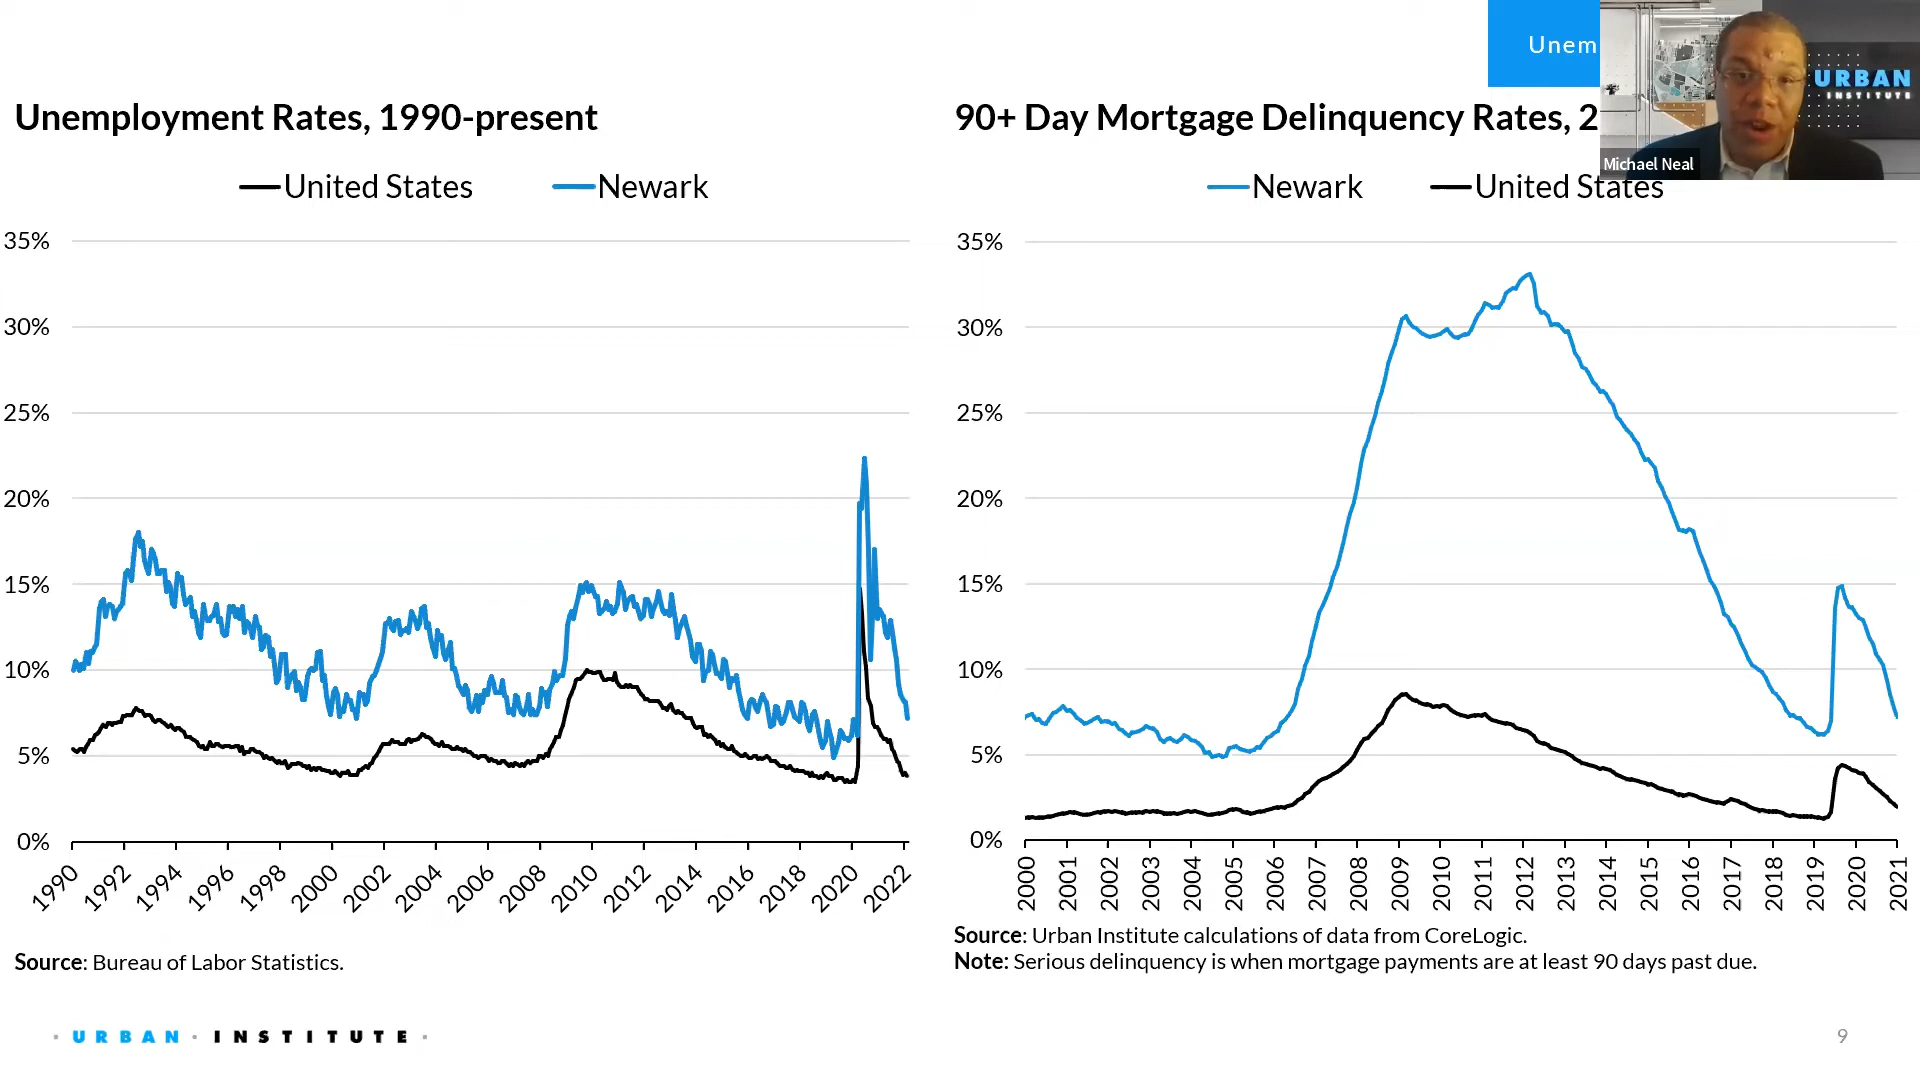 Unem
URBAN
INSTITUTE
Michael Neal
Unemployment Rates, 1990-present
United States Newark
35%
30%
25%
20%
15%
10%
5%
0%
1990 1992 1994 1996 1998 2000 2002 2004 2006 2008 2010 2012 2014 2016 2018 2020 2022
Source: Bureau of Labor Statistics.
90+ Day Mortgage Delinquency Rates, 2
Newark United States
35%
30%
25%
20%
15%
10%
5%
0%
2000 2001 2002 2003 2004 2005 2006 2007 2008 2009 2010 2011 2012 2013 2014 2015 2016 2017 2018 2019 2020 2021
Source: Urban Institute calculations of data from CoreLogic.
Note: Serious delinquency is when mortgage payments are at least 90 days past due.
· URBAN · INSTITUTE ·
9